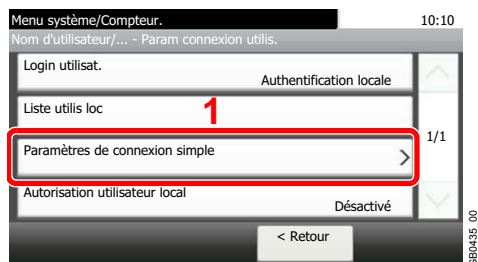 Menu système/Compteur.
10:10
Nom d'utilisateur/... - Param connexion utilis.
Login utilisat.
Authentification locale
Liste utilis loc
1
Paramètres de connexion simple
1/1
Autorisation utilisateur local
Désactivé
< Retour
GB0435_00